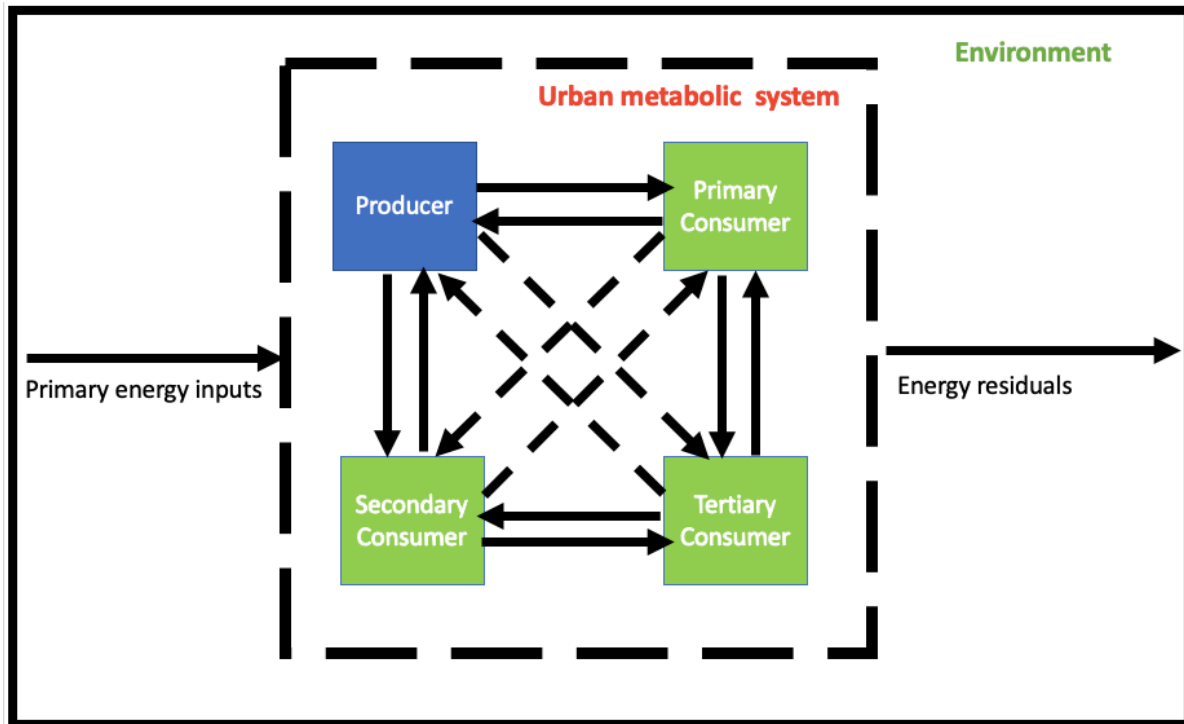 Environment
Urban metabolic  system
Producer
Primary
Consumer
Primary energy inputs
Energy residuals
Secondary
Consumer
Tertiary
Consumer